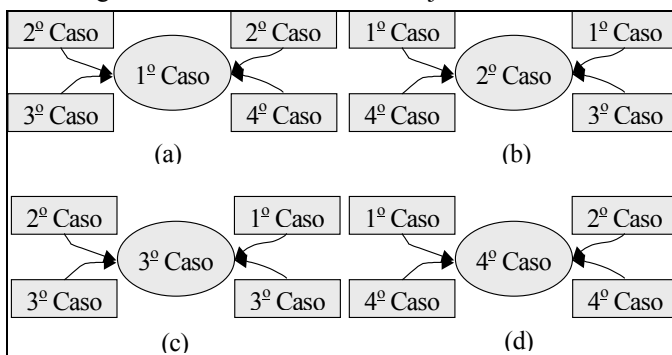 2º Caso 2º Caso 1º Caso 1º Caso
1º Caso 2º Caso
3º Caso 4º Caso 4º Caso 3º Caso
(a) (b)
2º Caso 1º Caso 1º Caso 2º Caso
3º Caso 4º Caso
3º Caso 3º Caso 4º Caso 4º Caso
(c) (d)